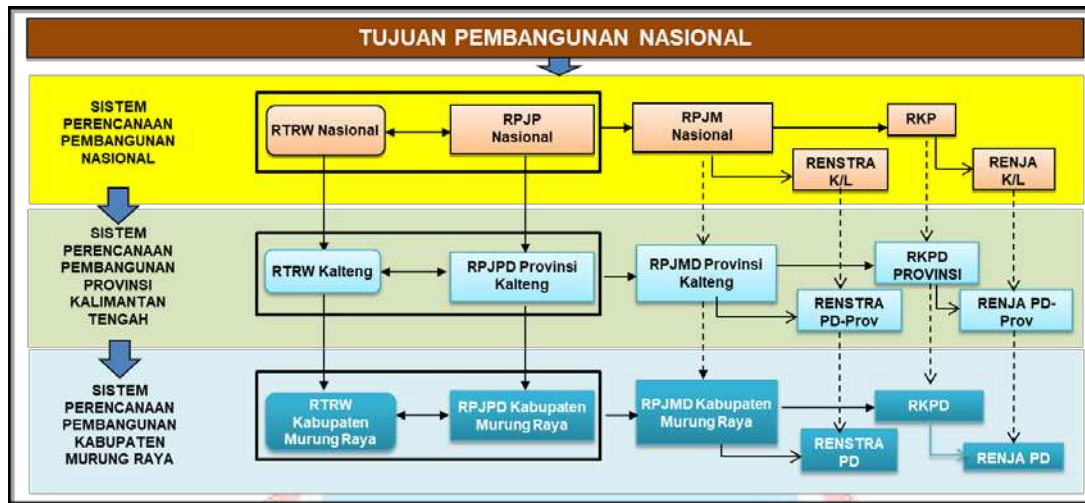 TUJUAN PEMBANGUNAN NASIONAL
SISTEM
PERENCANAAN
PEMBANGUNAN
NASIONAL
RTRW Nasional
RPJP
Nasional
RPJM
Nasional
RKP
RENSTRA
K/L
RENJA
K/L
SISTEM
PERENCANAAN
PEMBANGUNAN
PROVINSI
KALIMANTAN
TENGAH
RTRW Kalteng
RPJPD Provinsi
Kalteng
RPJMD Provinsi
Kalteng
RKPD
PROVINSI
RENSTRA
PD-Prov
RENJA PD-
Prov
SISTEM
PERENCANAAN
PEMBANGUNAN
KABUPATEN
MURUNG RAYA
RTRW
Kabupaten
Murung Raya
RPJPD Kabupaten
Murung Raya
RPJMD Kabupaten
Murung Raya
RKPD
RENSTRA
PD
RENJA PD